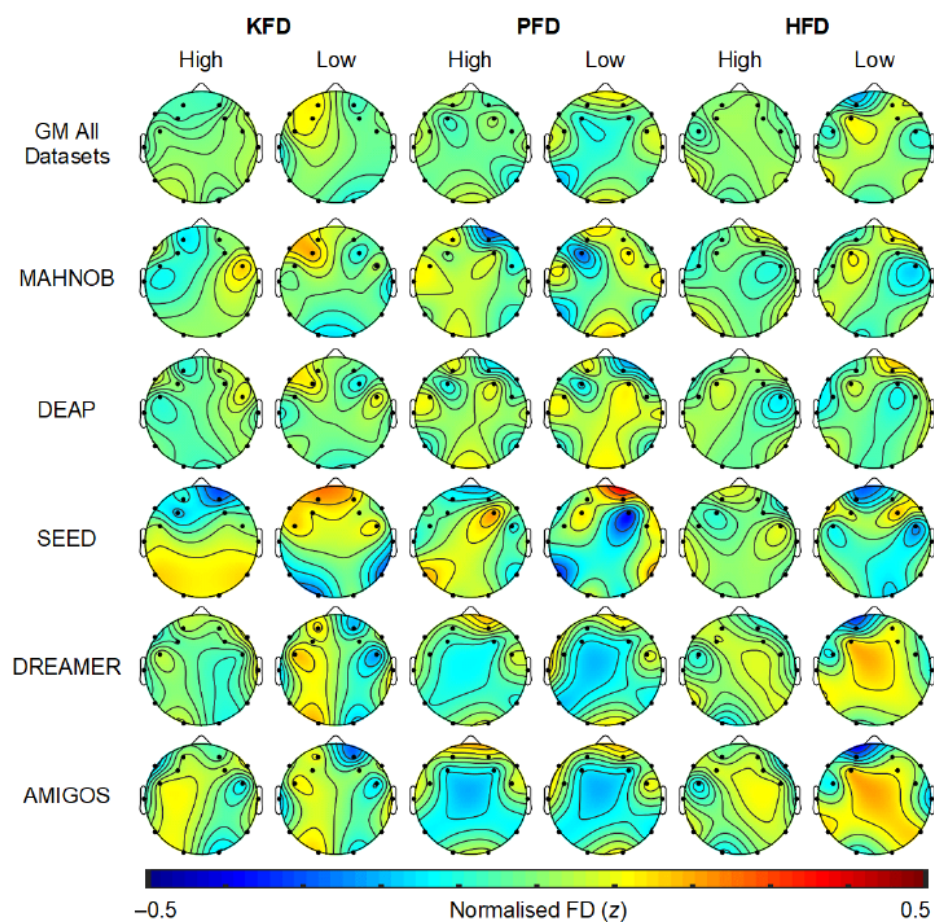 KFD PFD HFD
High Low High Low High Low
GM All
Datasets
MAHNOB
DEAP
SEED
DREAMER
AMIGOS
–0.5 Normalised FD (z) 0.5